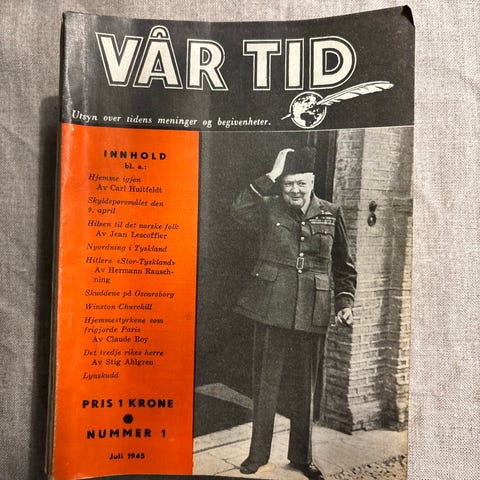 VÅR TID
Utsyn over tidens meninger og begivenheter.
INNHOLD
bl. a.:
Hjemme igjen
Av Carl Huitfeldt
Skyldspørsmålet den
9. april
Hilsen til det norske folk
Av Jean Lescoffier
Nyordning i Tyskland
Hitlers «Stor-Tyskland»
Av Hermann Rausch-
ning
Skuddene på Oscarsborg
Winston Churchill
Hjemmestyrkene som
frigjorde Paris
Av Claude Roy
Det tredje rikes herre
Av Stig Ahlgren
Lynskudd
PRIS 1 KRONE
NUMMER 1
Juli 1945